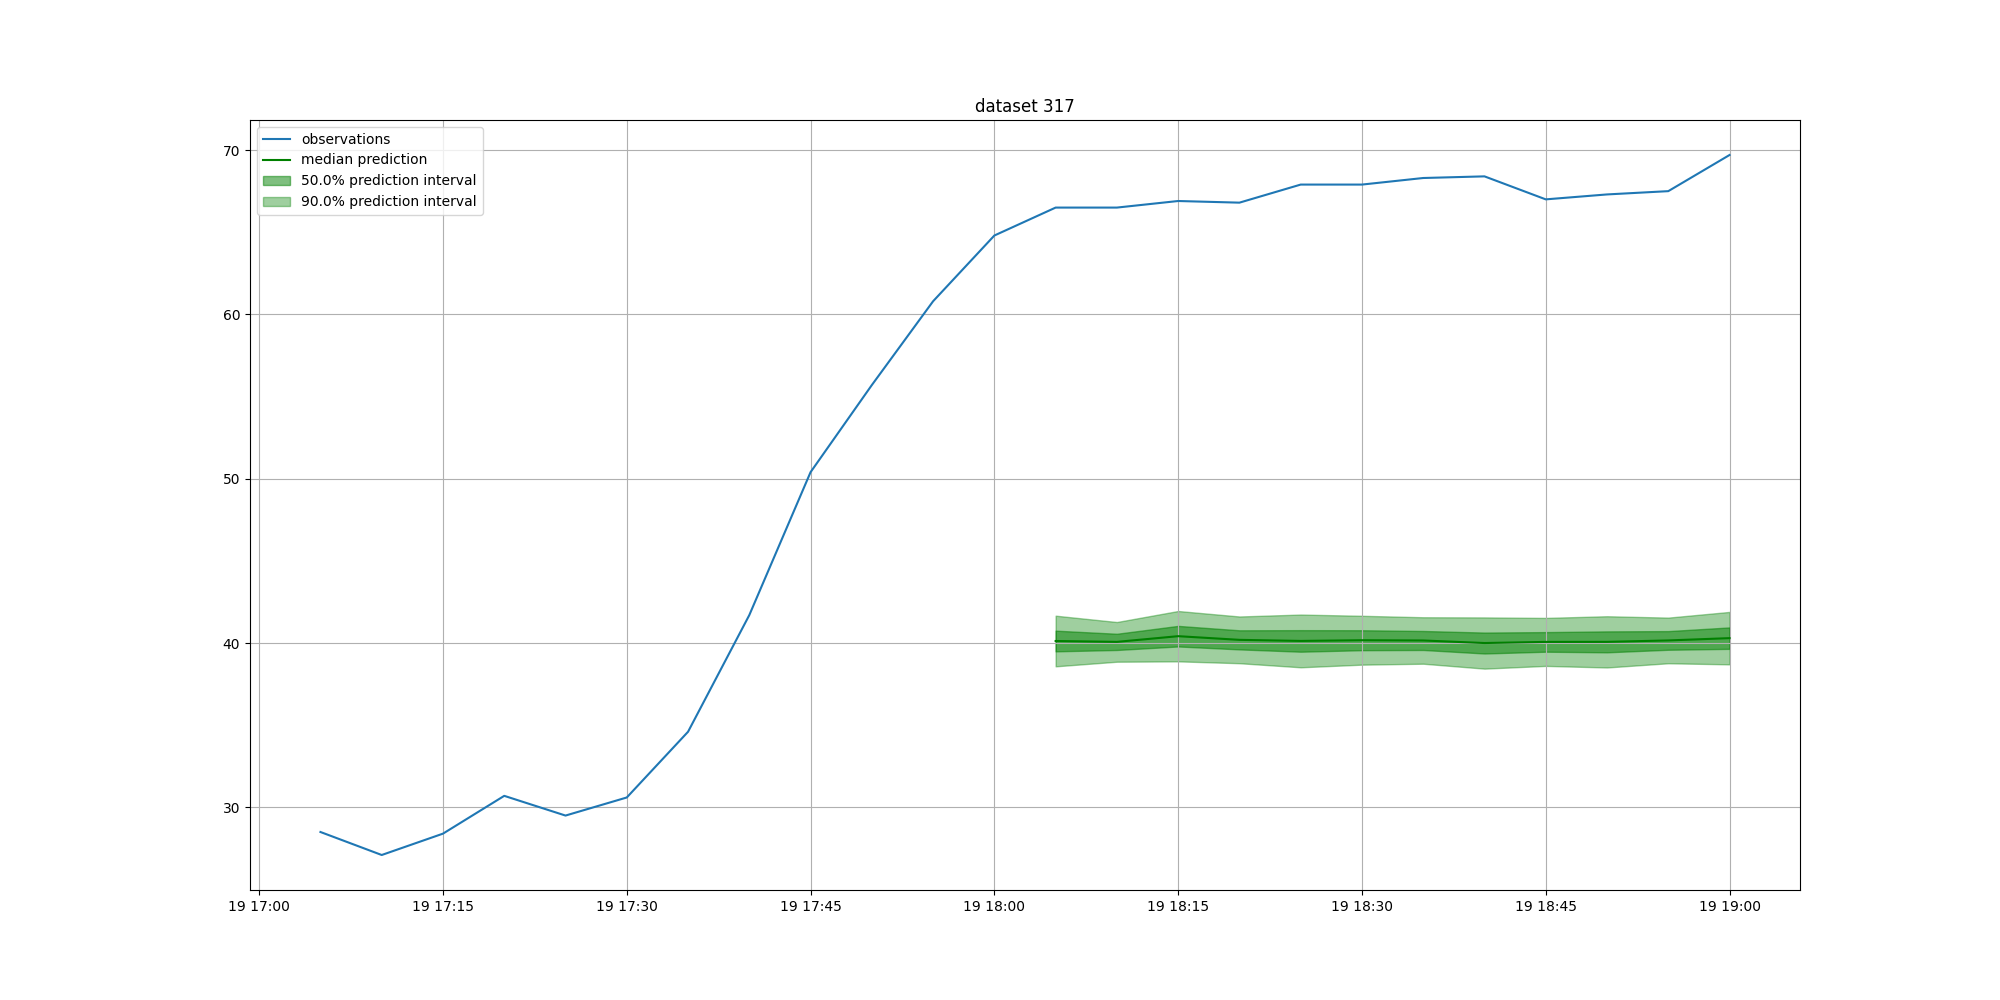 dataset 317
observations
median prediction
50.0% prediction interval
90.0% prediction interval
70
60
50
40
30
19 17:00 19 17:15 19 17:30 19 17:45 19 18:00 19 18:15 19 18:30 19 18:45 19 19:00